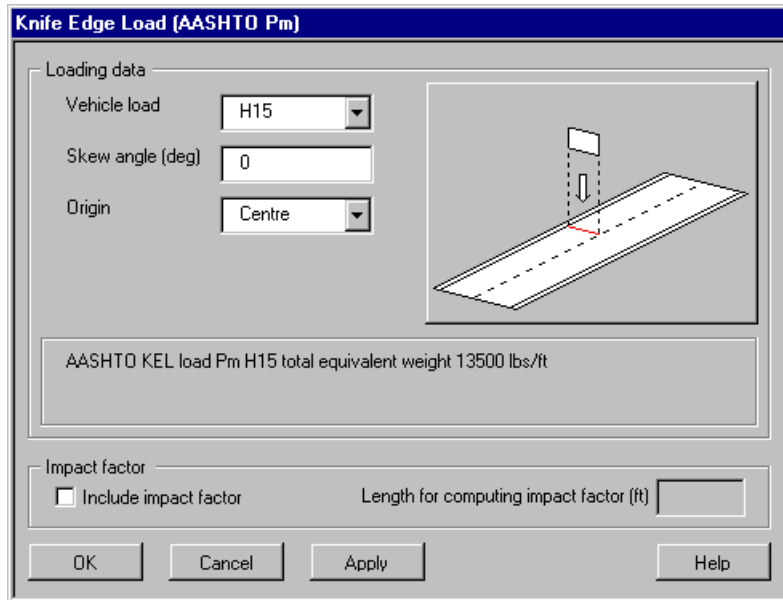 Knife Edge Load (AASHTO Pm)
Loading data
Vehicle load H15
Skew angle (deg) 0
Origin Centre
AASHTO KEL load Pm H15 total equivalent weight 13500 lbs/ft
Impact factor
Include impact factor Length for computing impact factor (ft)
OK Cancel Apply Help